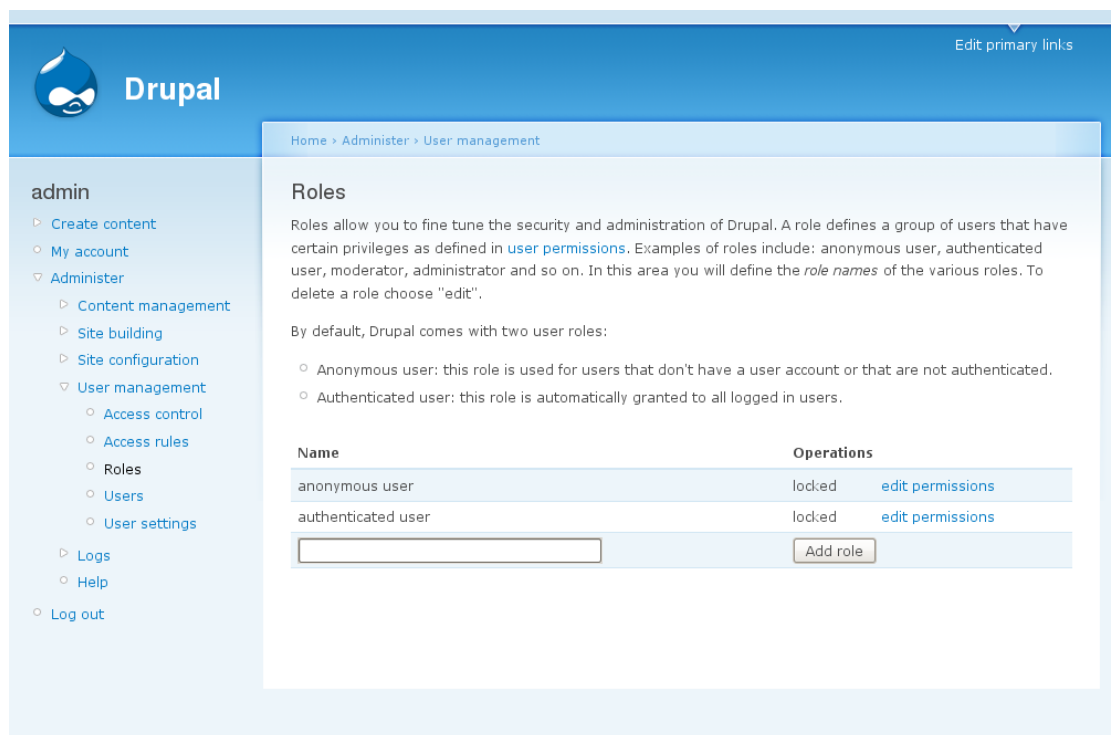 Edit primary links
Drupal
Home › Administer › User management
admin
Create content
My account
Administer
Content management
Site building
Site configuration
User management
Access control
Access rules
Roles
Users
User settings
Logs
Help
Log out
Roles
Roles allow you to fine tune the security and administration of Drupal. A role defines a group of users that have
certain privileges as defined in user permissions. Examples of roles include: anonymous user, authenticated
user, moderator, administrator and so on. In this area you will define the role names of the various roles. To
delete a role choose "edit".
By default, Drupal comes with two user roles:
Anonymous user: this role is used for users that don't have a user account or that are not authenticated.
Authenticated user: this role is automatically granted to all logged in users.
Name Operations
anonymous user locked edit permissions
authenticated user locked edit permissions
Add role